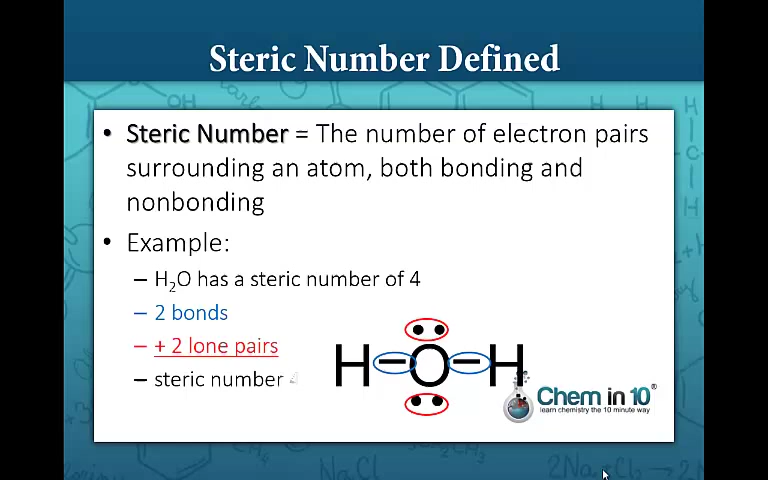 Steric Number Defined
• Steric Number = The number of electron pairs
surrounding an atom, both bonding and
nonbonding
• Example:
– H₂O has a steric number of 4
– 2 bonds
– + 2 lone pairs
– steric number 4
H – O – H
Chem in 10®
learn chemistry the 10 minute way
OH
H H
C
H
NaCl